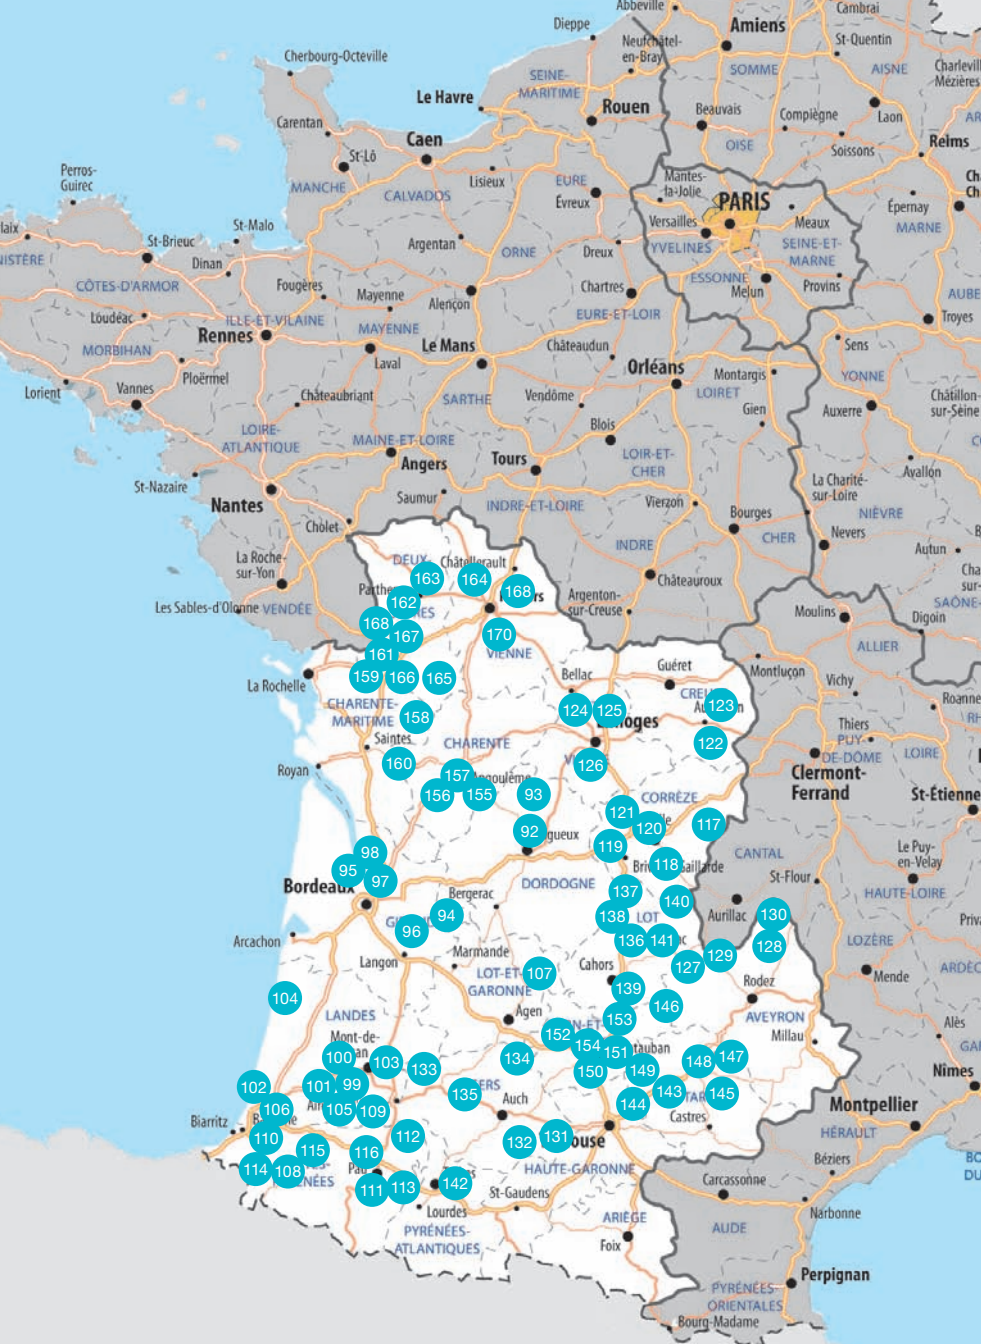 Abbeville
Cambrai
Dieppe
Amiens
Neufchâtel-
en-Bray
St-Quentin
Cherbourg-Octeville
SOMME
AISNE
Charlevil
Mézières
SEINE-
MARITIME
Le Havre
Rouen
Beauvais
Compiègne
Laon
Carentan
Caen
OISE
Soissons
Reims
St-Lô
Perros-
Guirec
MANCHE
CALVADOS
Lisieux
EURE
Évreux
Mantes-
la-Jolie
PARIS
Épernay
laix
St-Malo
Versailles
Meaux
MARNE
St-Brieuc
Argentan
ORNE
Dreux
YVELINES
SEINE-ET-
MARNE
NISTÈRE
Dinan
CÔTES-D'ARMOR
Fougères
Mayenne
Alençon
Chartres
ESSONNE
Melun
Provins
AUBE
Loudéac
ILLE-ET-VILAINE
EURE-ET-LOIR
Troyes
Rennes
MAYENNE
Le Mans
Châteaudun
Sens
MORBIHAN
Laval
Ploërmel
Orléans
Montargis
YONNE
Lorient
Vannes
Châteaubriant
SARTHE
Vendôme
LOIRET
Auxerre
Châtillon-
sur-Seine
Gien
LOIRE-
ATLANTIQUE
MAINE-ET-LOIRE
Blois
Angers
Tours
LOIR-ET-
CHER
Avallon
St-Nazaire
La Charité-
sur-Loire
Nantes
Saumur
INDRE-ET-LOIRE
Vierzon
Bourges
NIÈVRE
Cholet
CHER
Nevers
INDRE
Autun
La Roche-
sur-Yon
DEUX-
Châtellerault
163
164
168
Châteauroux
Parthe
162
Argenton-
sur-Creuse
Les Sables-d'Olonne
VENDÉE
Moulins
Digoin
SAÔNE-
168
167
170
VIENNE
ALLIER
161
159
166
165
Bellac
Guéret
Montluçon
La Rochelle
Vichy
Roanne
CHARENTE-
MARITIME
158
124
125
CREU
123
Thiers
Saintes
CHARENTE
122
PUY-
DE-DÔME
LOIRE
Royan
160
157
126
Clermont-
Ferrand
156
155
93
CORRÈZE
St-Étienne
121
120
117
92
119
Le Puy-
en-Velay
98
118
CANTAL
95
97
Bordeaux
DORDOGNE
137
St-Flour
HAUTE-LOIRE
Bergerac
140
94
138
LOT
Aurillac
130
96
Arcachon
136
141
128
LOZÈRE
Langon
Marmande
129
127
LOT-ET-
GARONNE
107
Cahors
Mende
104
139
Rodez
146
LANDES
Agen
153
AVEYRON
Alès
Mont-de-
152
Millau
100
103
133
134
154
151
148
147
150
149
Nîmes
102
101
99
135
143
145
106
105
109
Auch
144
Castres
Montpellier
Biarritz
110
112
132
131
HÉRAULT
115
116
Béziers
114
108
HAUTE-GARONNE
Carcassonne
111
113
142
St-Gaudens
Narbonne
Lourdes
ARIÈGE
AUDE
PYRÉNÉES-
ATLANTIQUES
Foix
Perpignan
PYRÉNÉES-
ORIENTALES
Bourg-Madame